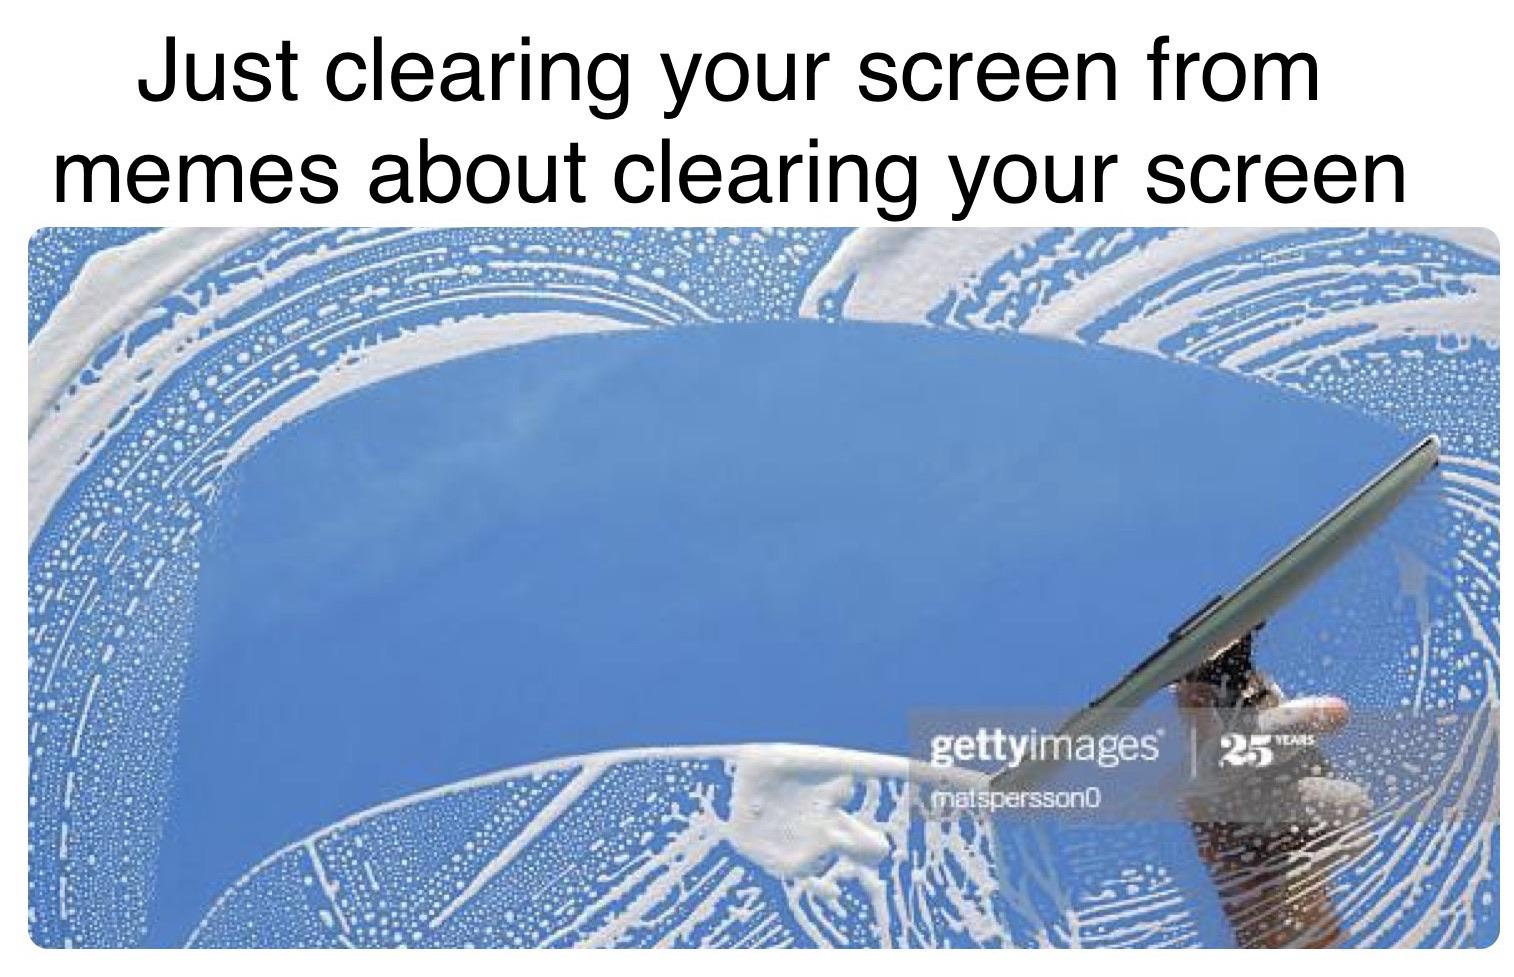 Just clearing your screen from
memes about clearing your screen
gettyimages® | 25 YEARS
matspersson0